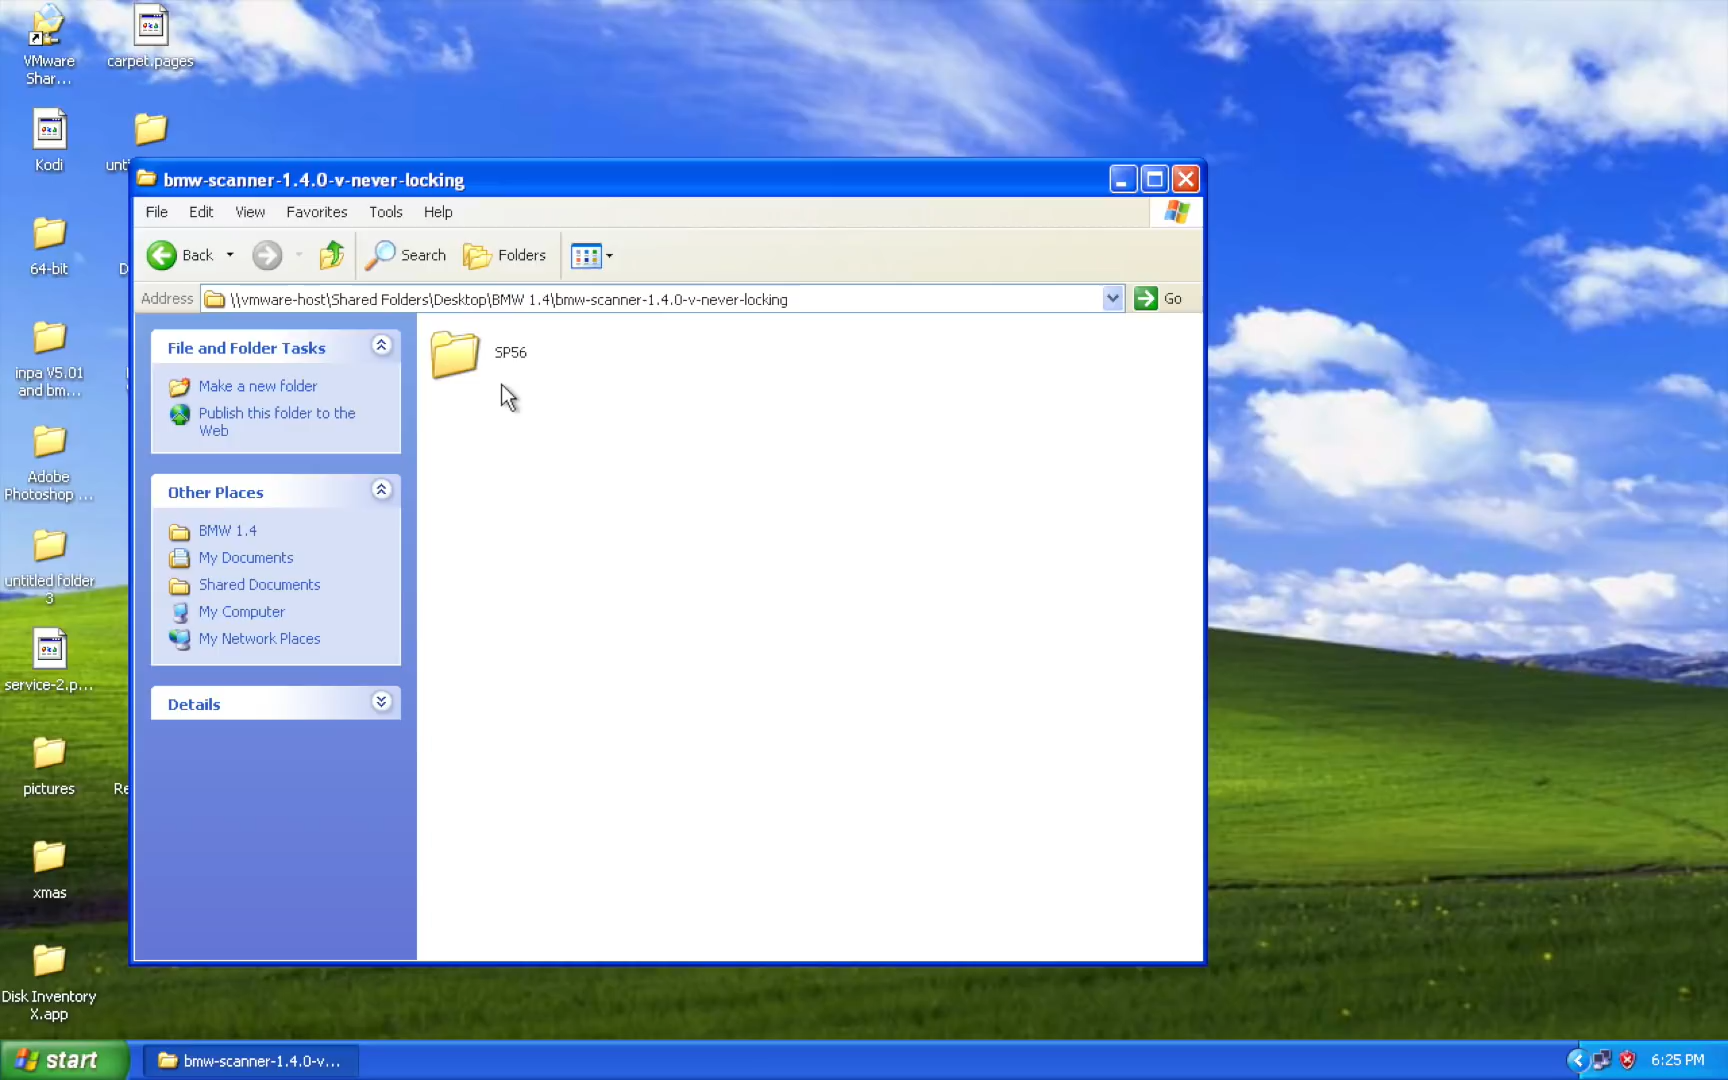 VMware
Shar...
carpet.pages
Kodi
64-bit
inpa V5.01
and bm...
Adobe
Photoshop ...
untitled folder
3
service-2.p...
pictures
xmas
Disk Inventory
X.app
bmw-scanner-1.4.0-v-never-locking
File Edit View Favorites Tools Help
Back Search Folders
Address \\vmware-host\Shared Folders\Desktop\BMW 1.4\bmw-scanner-1.4.0-v-never-locking Go
File and Folder Tasks
Make a new folder
Publish this folder to the
Web
Other Places
BMW 1.4
My Documents
Shared Documents
My Computer
My Network Places
Details
SP56
start bmw-scanner-1.4.0-v... 6:25 PM